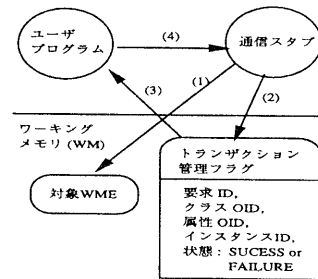 ユーザ
プログラム
(4)
通信スタブ
(1)
(3)
(2)
ワーキング
メモリ (WM)
対象WME
トランザクション
管理フラグ
要求 ID,
クラス OID,
属性 OID,
インスタンスID,
状態 : SUCESS or
FAILURE